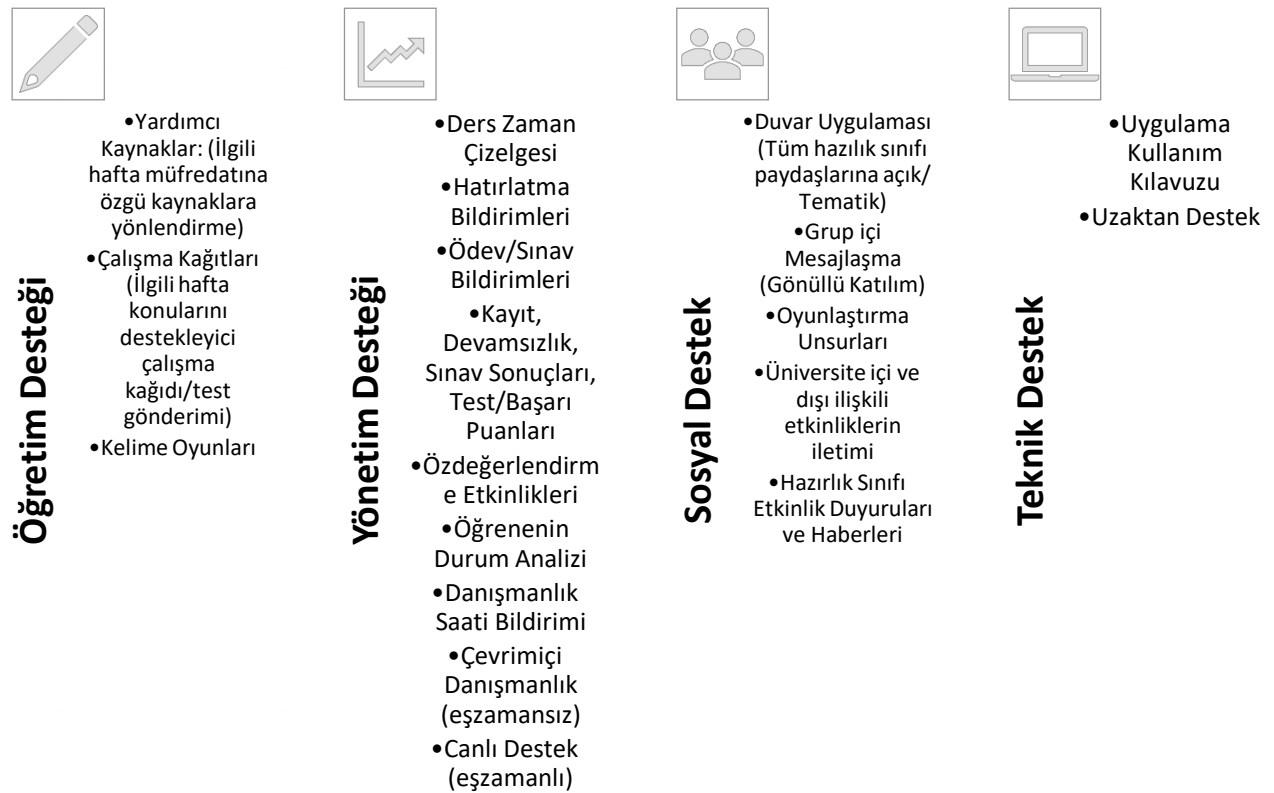 Öğretim Desteği
•Yardımcı
Kaynaklar: (İlgili
hafta müfredatına
özgü kaynaklara
yönlendirme)
•Çalışma Kağıtları
(İlgili hafta
konularını
destekleyici
çalışma
kağıdı/test
gönderimi)
•Kelime Oyunları
Yönetim Desteği
•Ders Zaman
Çizelgesi
•Hatırlatma
Bildirimleri
•Ödev/Sınav
Bildirimleri
•Kayıt,
Devamsızlık,
Sınav Sonuçları,
Test/Başarı
Puanları
•Özdeğerlendirm
e Etkinlikleri
•Öğrenenin
Durum Analizi
•Danışmanlık
Saati Bildirimi
•Çevrimiçi
Danışmanlık
(eşzamansız)
•Canlı Destek
(eşzamanlı)
Sosyal Destek
•Duvar Uygulaması
(Tüm hazılık sınıfı
paydaşlarına açık/
Tematik)
•Grup içi
Mesajlaşma
(Gönüllü Katılım)
•Oyunlaştırma
Unsurları
•Üniversite içi ve
dışı ilişkili
etkinliklerin
iletimi
•Hazırlık Sınıfı
Etkinlik Duyuruları
ve Haberleri
Teknik Destek
•Uygulama
Kullanım
Kılavuzu
•Uzaktan Destek